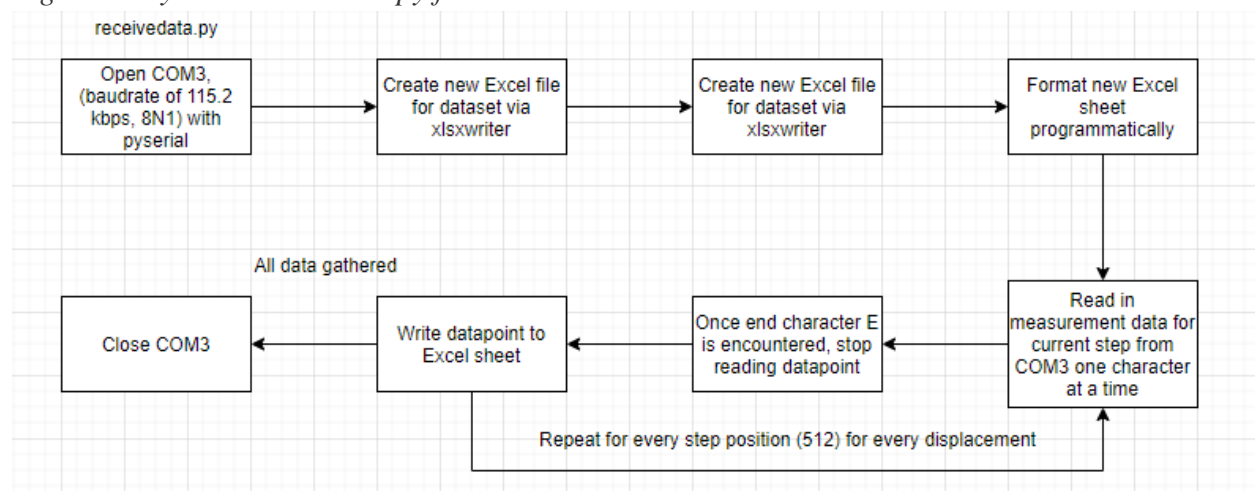 receivedata.py
Open COM3,
(baudrate of 115.2
kbps, 8N1) with
pyserial
Create new Excel file
for dataset via
xlsxwriter
Create new Excel file
for dataset via
xlsxwriter
Format new Excel
sheet
programmatically
All data gathered
Close COM3
Write datapoint to
Excel sheet
Once end character E
is encountered, stop
reading datapoint
Read in
measurement data for
current step from
COM3 one character
at a time
Repeat for every step position (512) for every displacement